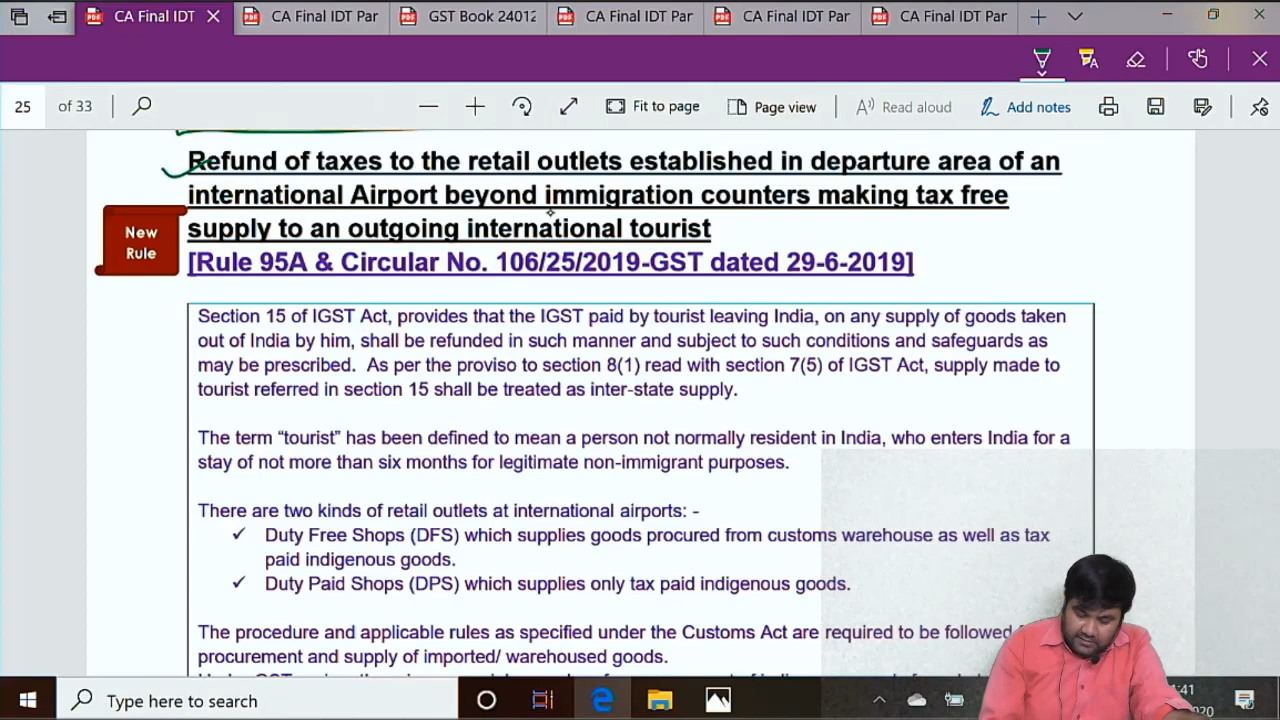 CA Final IDT
CA Final IDT Par
GST Book 24012
CA Final IDT Par
CA Final IDT Par
CA Final IDT Par
25 of 33
Fit to page
Page view
Read aloud
Add notes
Refund of taxes to the retail outlets established in departure area of an
international Airport beyond immigration counters making tax free
supply to an outgoing international tourist
New
Rule
[Rule 95A & Circular No. 106/25/2019-GST dated 29-6-2019]
Section 15 of IGST Act, provides that the IGST paid by tourist leaving India, on any supply of goods taken
out of India by him, shall be refunded in such manner and subject to such conditions and safeguards as
may be prescribed. As per the proviso to section 8(1) read with section 7(5) of IGST Act, supply made to
tourist referred in section 15 shall be treated as inter-state supply.
The term “tourist” has been defined to mean a person not normally resident in India, who enters India for a
stay of not more than six months for legitimate non-immigrant purposes.
There are two kinds of retail outlets at international airports: -
✓ Duty Free Shops (DFS) which supplies goods procured from customs warehouse as well as tax
paid indigenous goods.
✓ Duty Paid Shops (DPS) which supplies only tax paid indigenous goods.
The procedure and applicable rules as specified under the Customs Act are required to be followed
procurement and supply of imported/ warehoused goods.
Type here to search